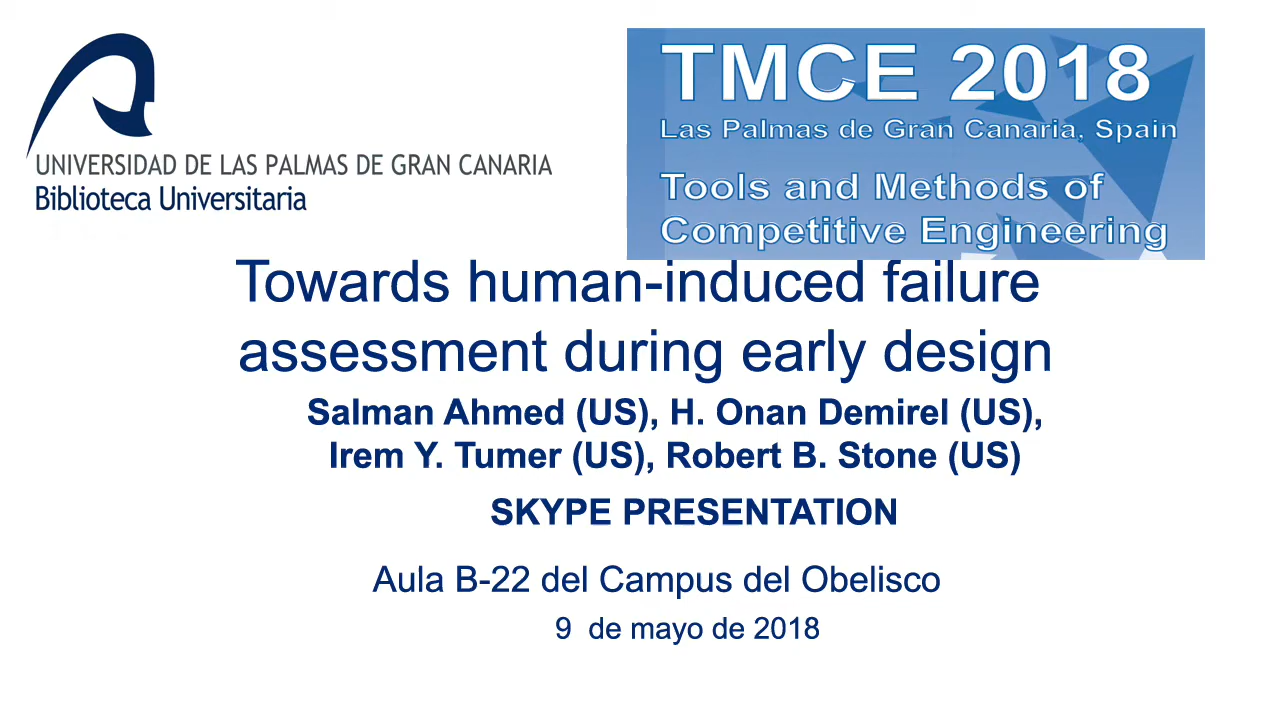 UNIVERSIDAD DE LAS PALMAS DE GRAN CANARIA
Biblioteca Universitaria
TMCE 2018
Las Palmas de Gran Canaria, Spain
Tools and Methods of
Competitive Engineering
Towards human-induced failure
assessment during early design
Salman Ahmed (US), H. Onan Demirel (US),
Irem Y. Tumer (US), Robert B. Stone (US)
SKYPE PRESENTATION
Aula B-22 del Campus del Obelisco
9 de mayo de 2018